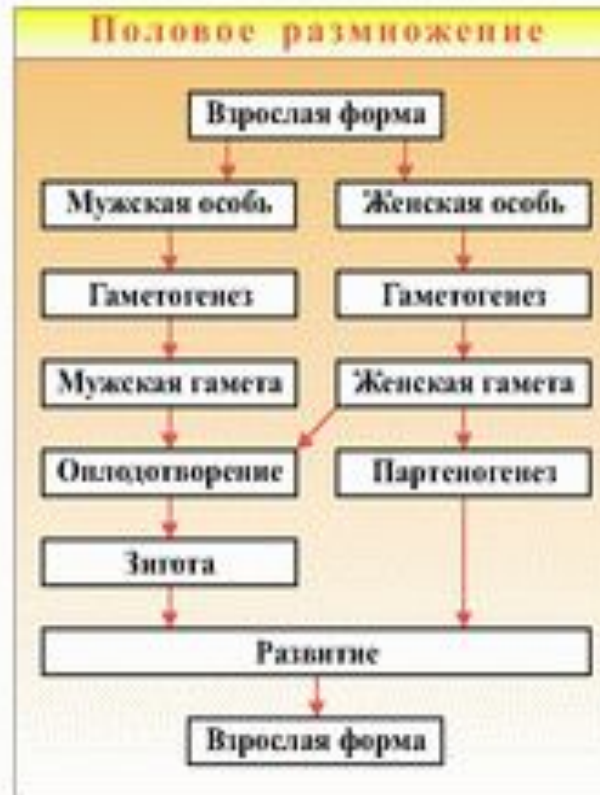 Половое размножение
Взрослая форма
Мужская особь
Женская особь
Гаметогенез
Гаметогенез
Мужская гамета
Женская гамета
Оплодотворение
Партеногенез
Зигота
Развитие
Взрослая форма